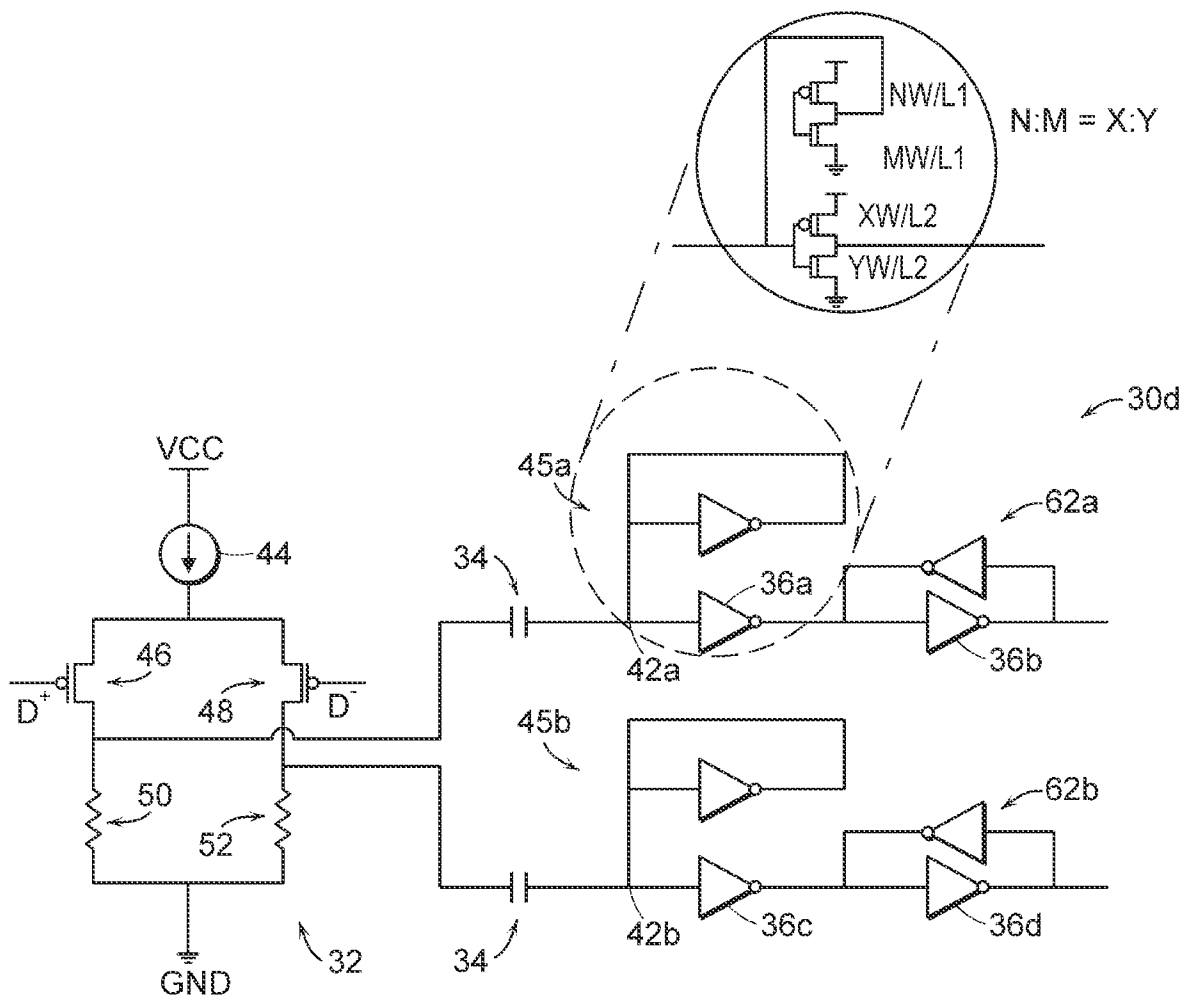 NW/L1
N:M = X:Y
MW/L1
XW/L2
YW/L2
30d
VCC
45a
62a
44
34
36a
46
42a
36b
D+
48
D-
45b
50
62b
52
42b
36c
36d
34
32
GND